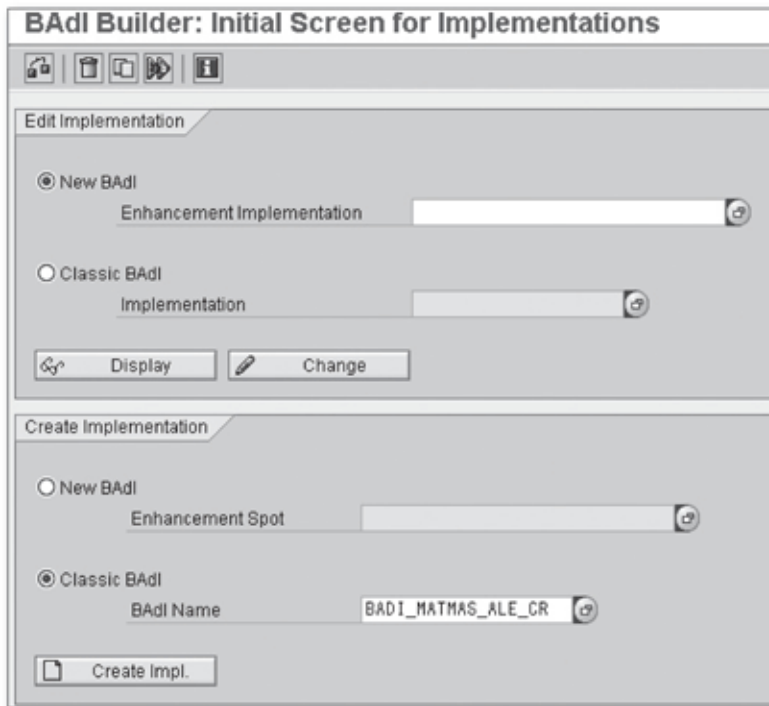 BAdI Builder: Initial Screen for Implementations
Edit Implementation
New BAdI
Enhancement Implementation
Classic BAdI
Implementation
Display
Change
Create Implementation
New BAdI
Enhancement Spot
Classic BAdI
BAdI Name
BADI_MATMAS_ALE_CR
Create Impl.